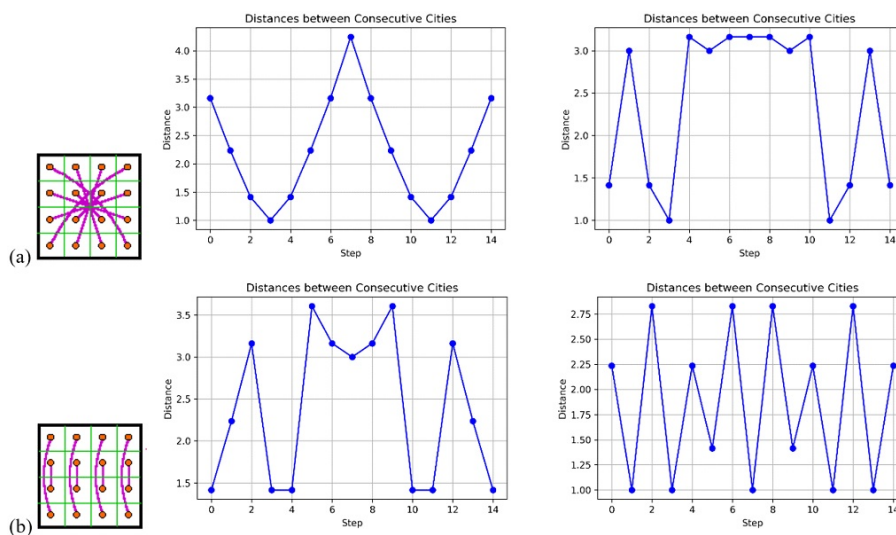 Distances between Consecutive Cities
4.0
3.5
3.0
2.5
2.0
1.5
1.0
Distance
0 2 4 6 8 10 12 14
Step
Distances between Consecutive Cities
3.0
2.5
2.0
1.5
1.0
Distance
0 2 4 6 8 10 12 14
Step
(a)
Distances between Consecutive Cities
3.5
3.0
2.5
2.0
1.5
Distance
0 2 4 6 8 10 12 14
Step
Distances between Consecutive Cities
2.75
2.50
2.25
2.00
1.75
1.50
1.25
1.00
Distance
0 2 4 6 8 10 12 14
Step
(b)